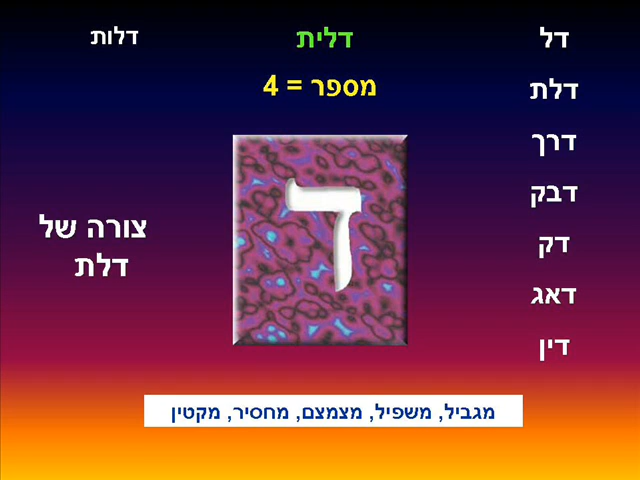 דל
דלית
דלות
מספר = 4
דלת
דרך
דבק
דק
דאג
דין
ד
צורה של
דלת
מגביל, משפיל, מצמצם, מחסיר, מקטין